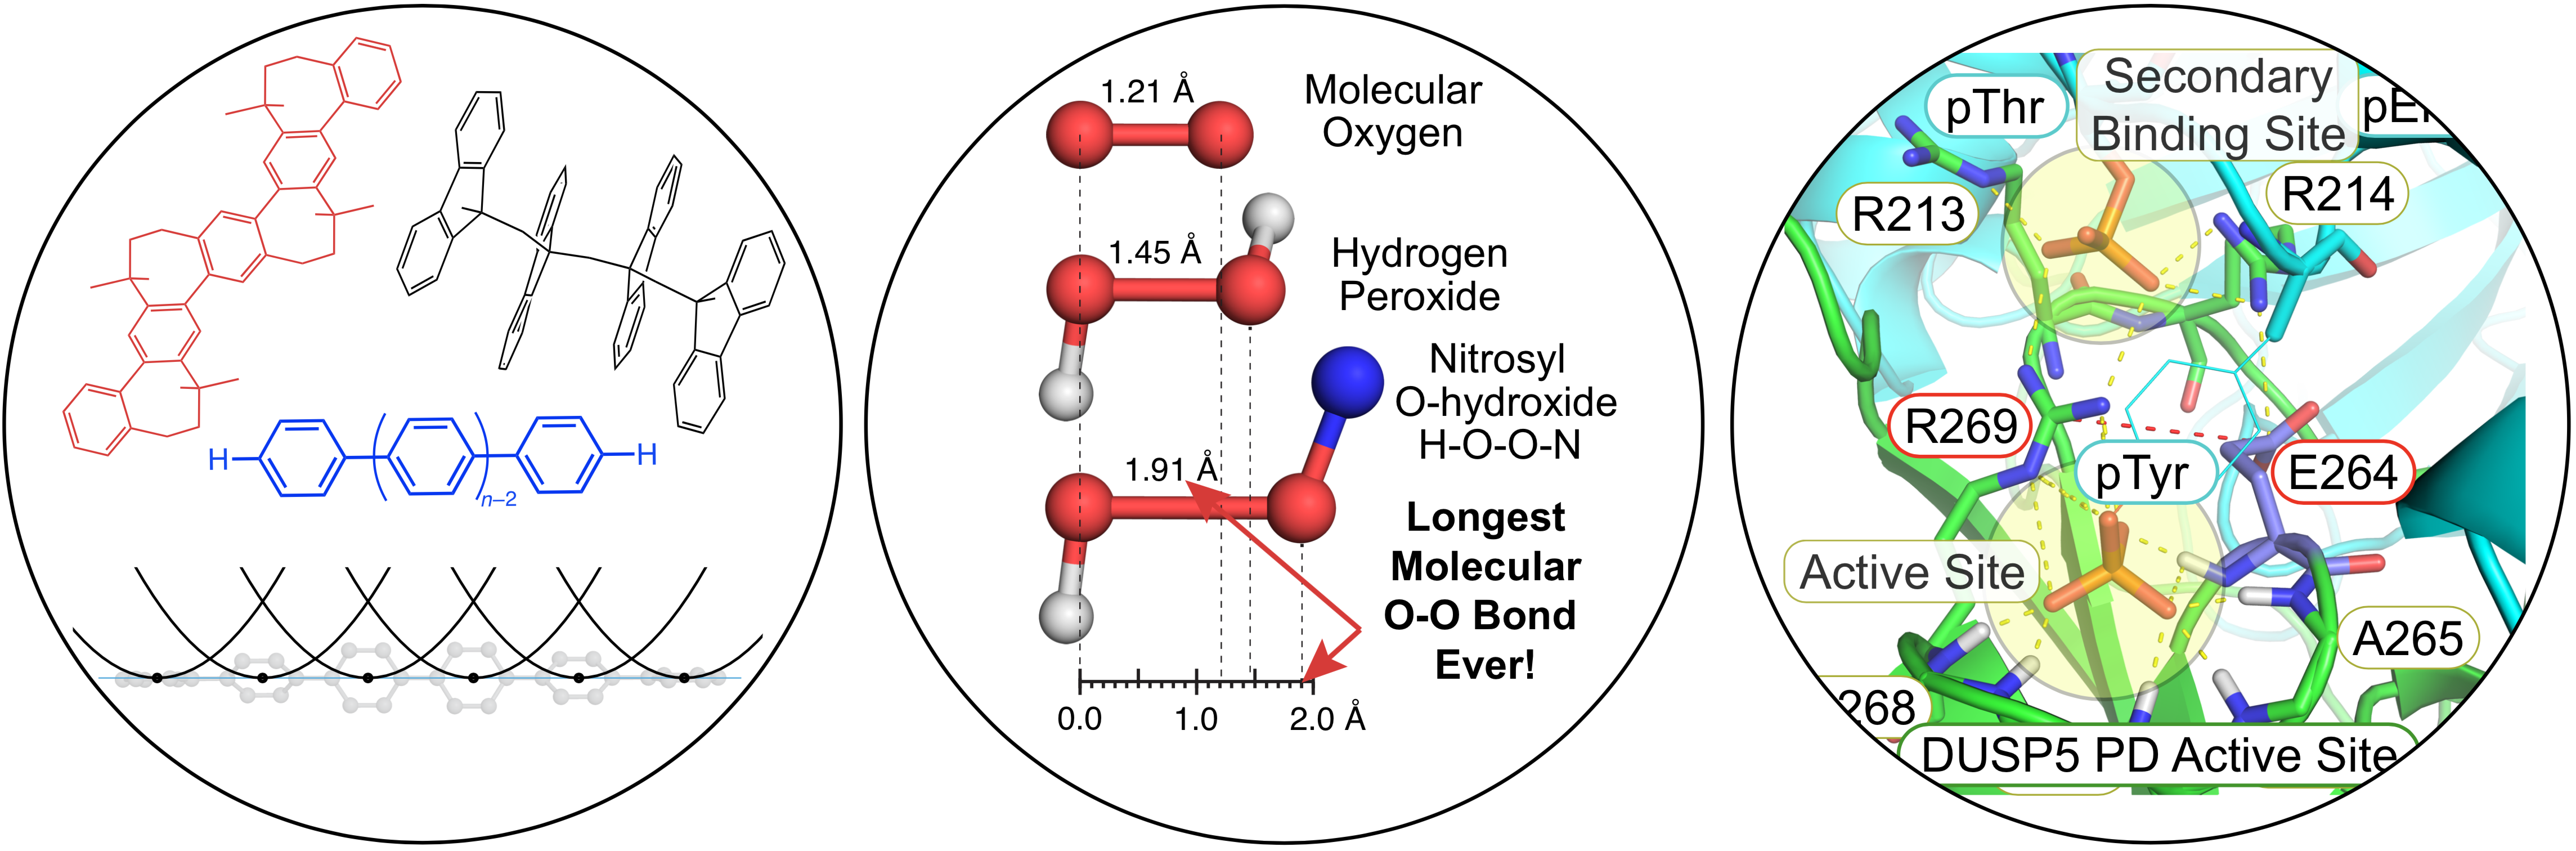 H
(
)
n–2
H
1.21 Å
Molecular
Oxygen
1.45 Å
Hydrogen
Peroxide
Nitrosyl
O-hydroxide
H-O-O-N
1.91 Å
Longest
Molecular
O-O Bond
Ever!
0.0
1.0
2.0 Å
pThr
Secondary
Binding Site
R213
R214
R269
pTyr
E264
Active Site
A265
268
DUSP5 PD Active Site